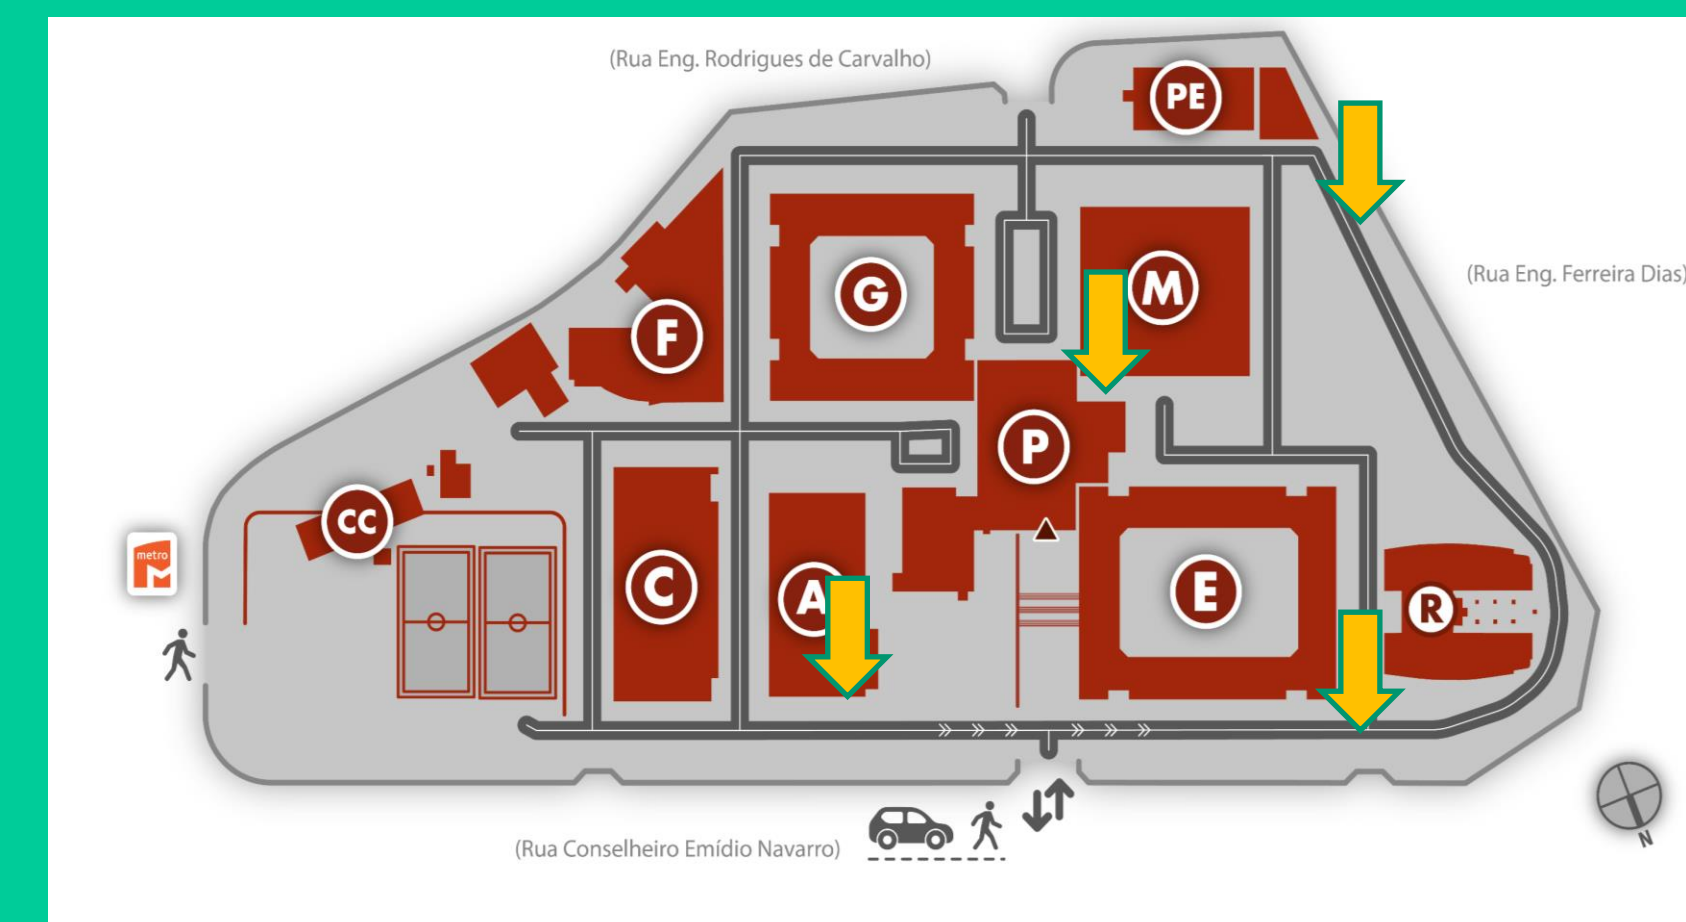 (Rua Eng. Rodrigues de Carvalho)
PE
(Rua Eng. Ferreira Dias)
G
M
F
P
CC
metro
M
C
A
E
R
(Rua Conselheiro Emídio Navarro)
N